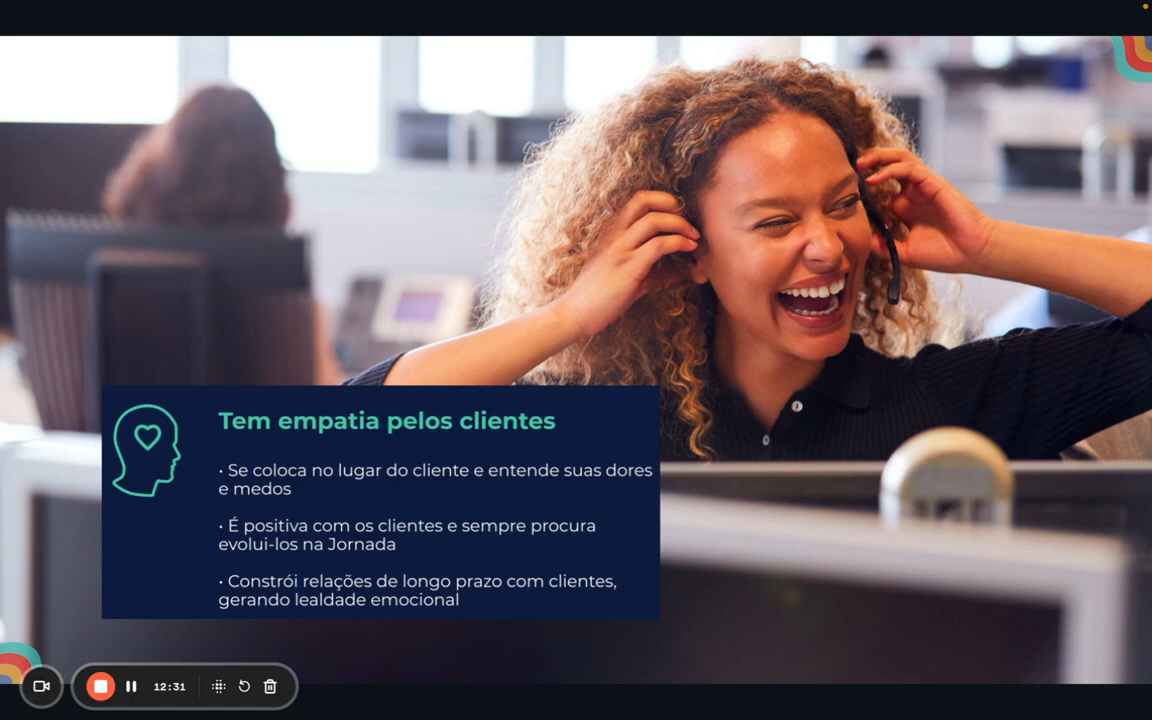 Tem empatia pelos clientes
• Se coloca no lugar do cliente e entende suas dores
e medos
• É positiva com os clientes e sempre procura
evolui-los na Jornada
• Constrói relações de longo prazo com clientes,
gerando lealdade emocional
12:31